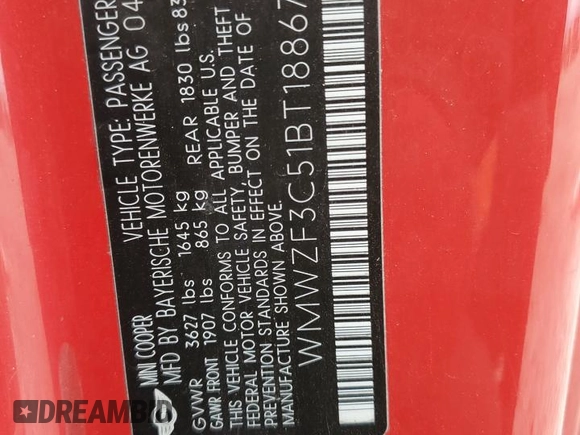 MINI COOPER
VEHICLE TYPE: PASSENGER
MFD BY BAYERISCHE MOTORENWERKE AG 04
GVWR 3627 lbs 1645 kg
GAWR FRONT 1907 lbs 865 kg REAR 1830 lbs 83
THIS VEHICLE CONFORMS TO ALL APPLICABLE U.S.
FEDERAL MOTOR VEHICLE SAFETY, BUMPER AND THEFT
PREVENTION STANDARDS IN EFFECT ON THE DATE OF
MANUFACTURE SHOWN ABOVE.
WMWZF3C51BT18867
DREAMBID